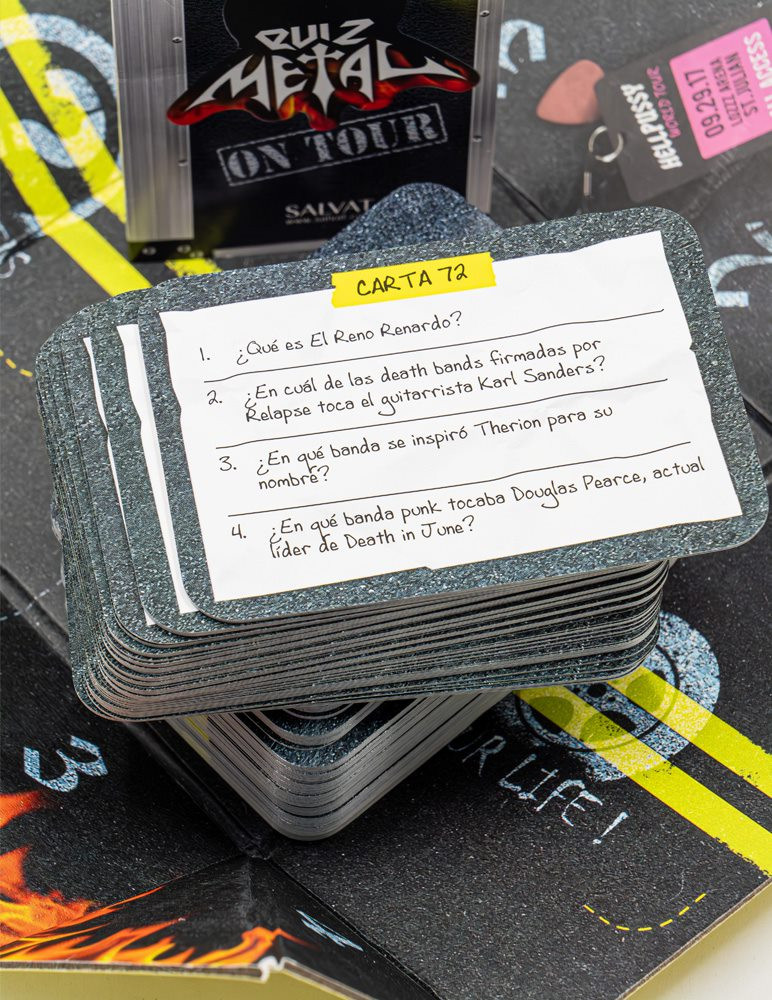 QUIZ
METAL
ON TOUR
SALVAT
ACCESS
ST. JULIAN
LOZZZ ARENA
09.29.17
WORLD TOUR
HELLPUSSY
CARTA 72
1. ¿Qué es El Reno Renardo?
2. ¿En cuál de las death bands firmadas por
Relapse toca el guitarrista Karl Sanders?
3. ¿En qué banda se inspiró Therion para su
nombre?
4. ¿En qué banda punk tocaba Douglas Pearce, actual
líder de Death in June?
3
UR LIFE!